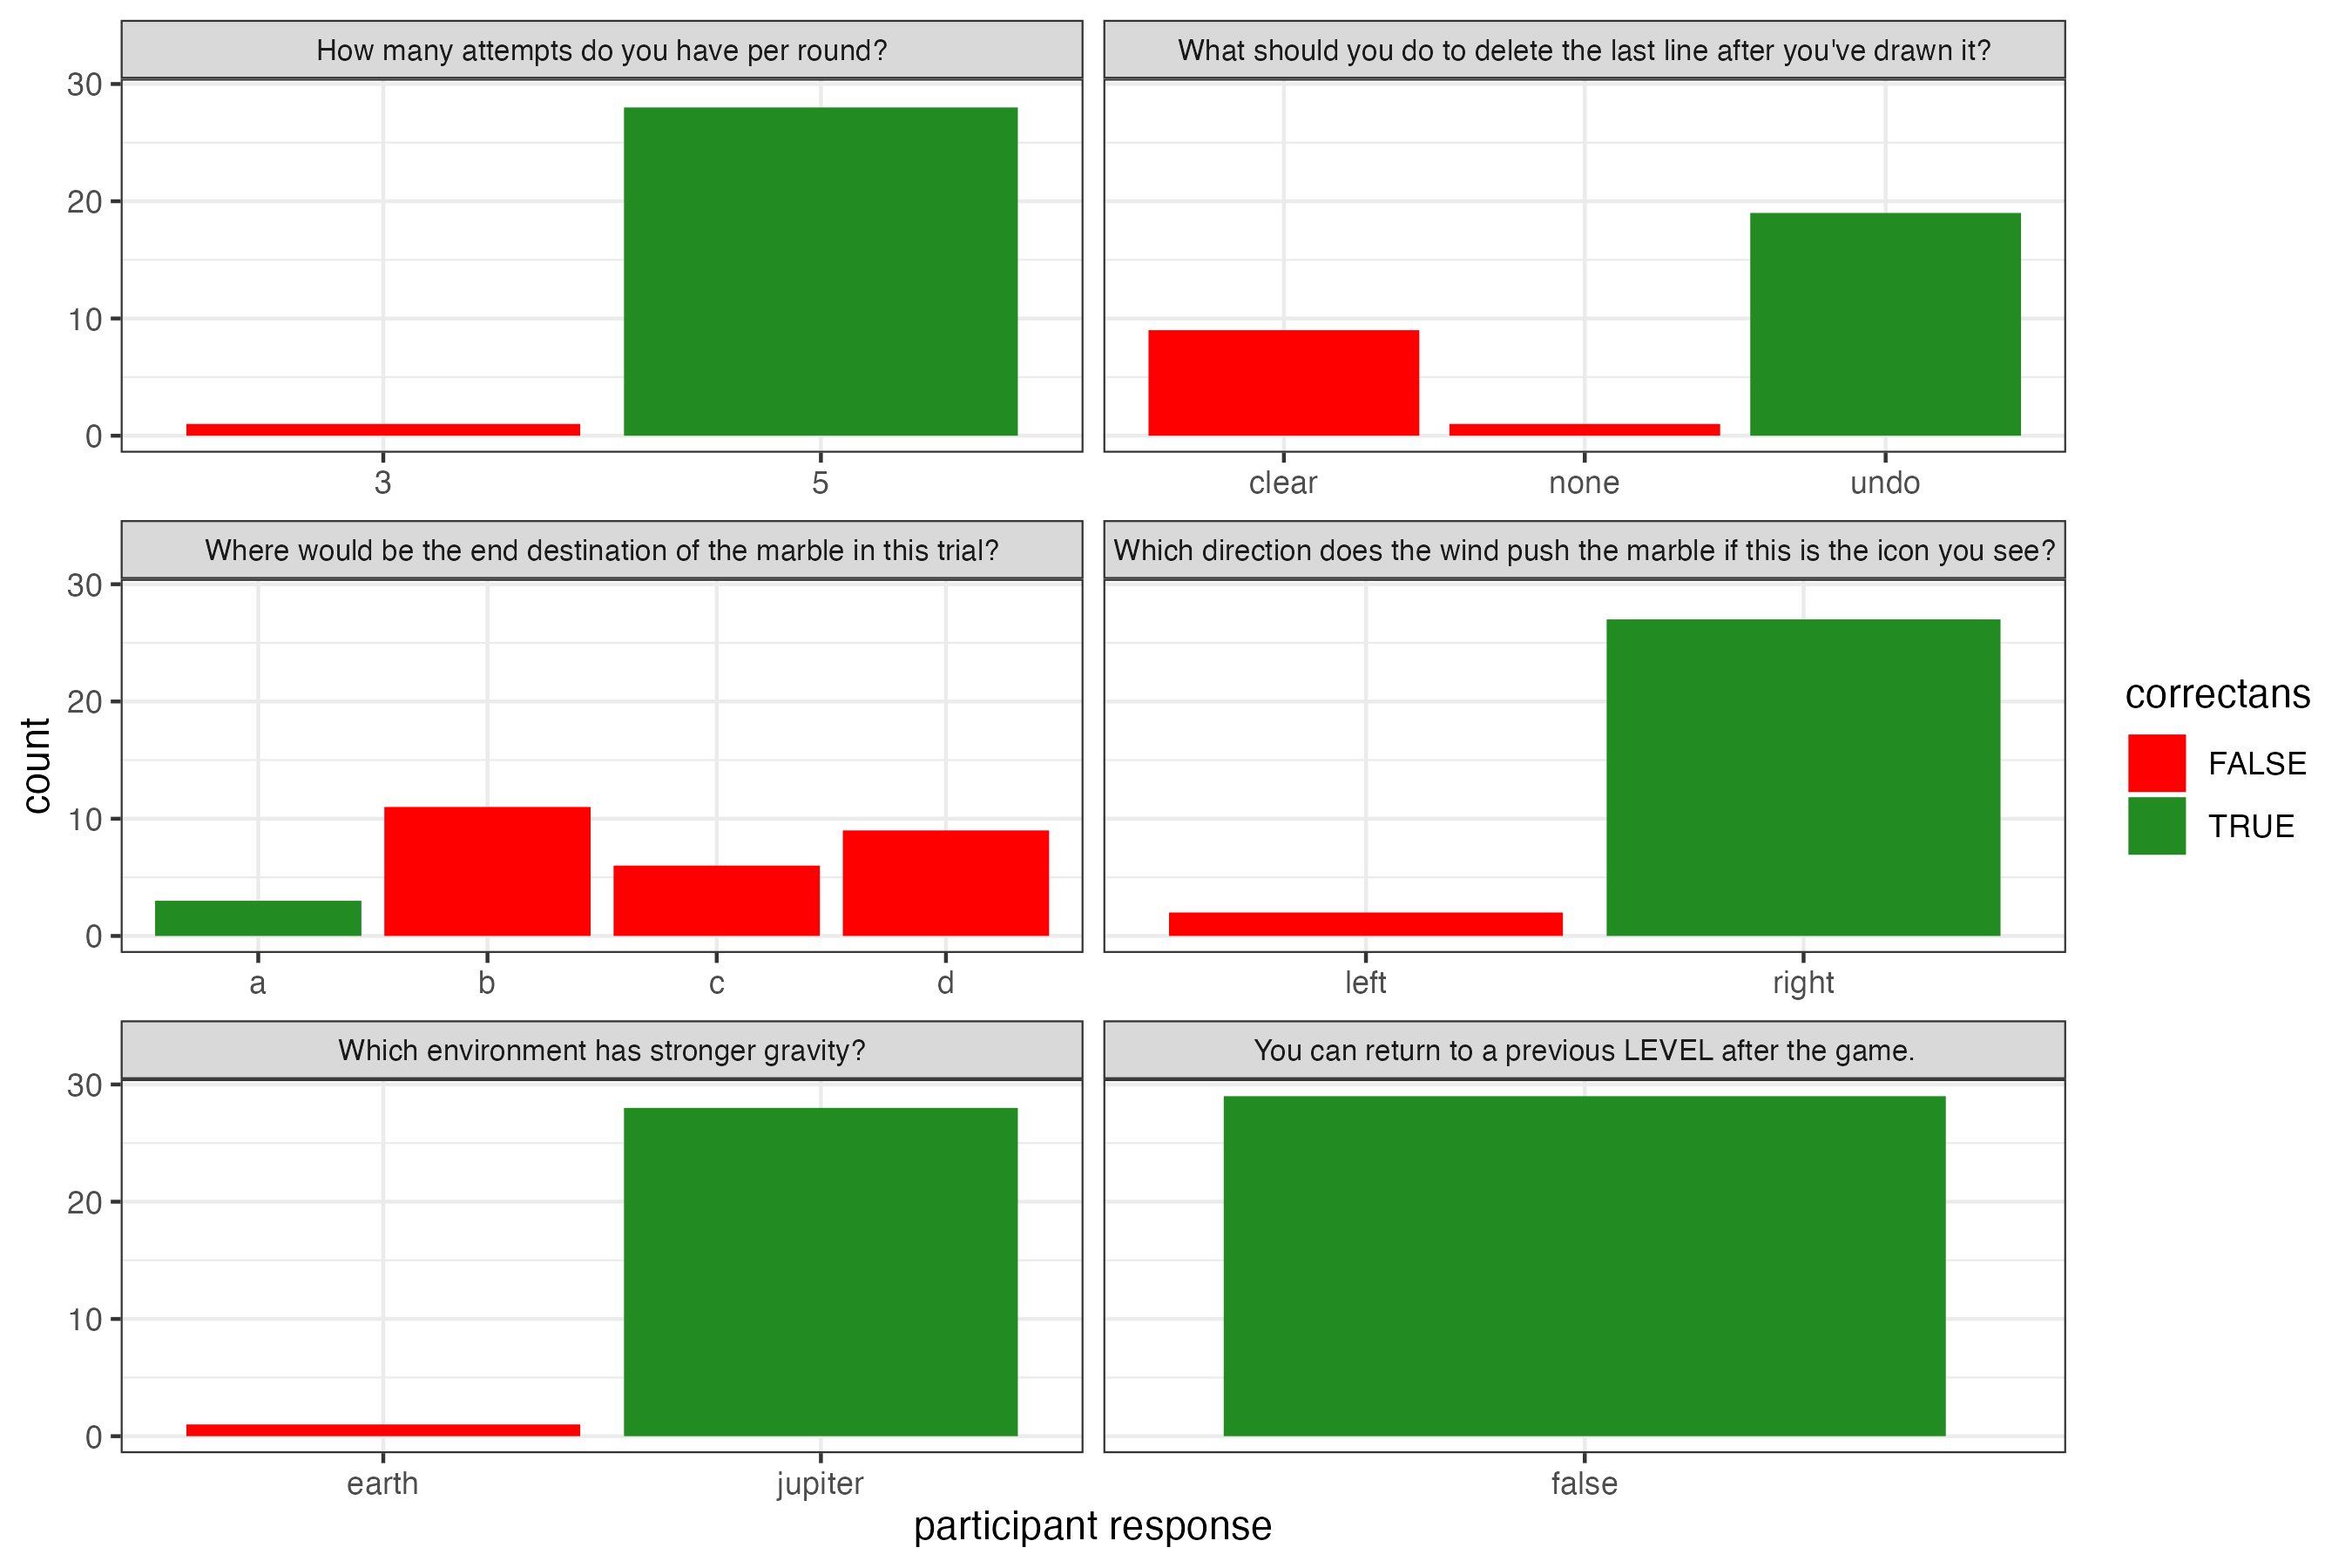 How many attempts do you have per round?
What should you do to delete the last line after you've drawn it?
30
20
10
0
3
5
clear
none
undo
Where would be the end destination of the marble in this trial?
Which direction does the wind push the marble if this is the icon you see?
30
20
10
0
a
b
c
d
left
right
Which environment has stronger gravity?
You can return to a previous LEVEL after the game.
30
20
10
0
earth
jupiter
false
count
participant response
correctans
FALSE
TRUE